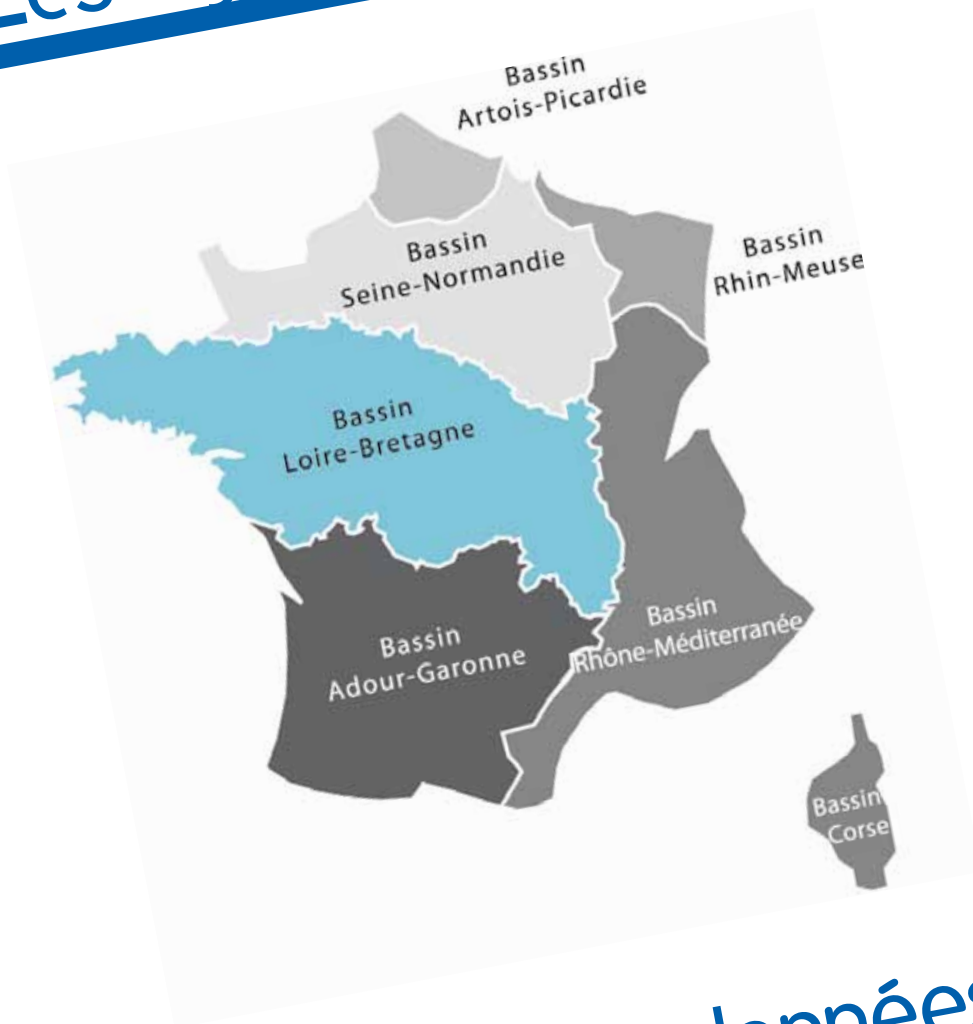 Les
Bassin
Artois-Picardie
Bassin
Seine-Normandie
Bassin
Rhin-Meuse
Bassin
Loire-Bretagne
Bassin
Rhône-Méditerranée
Bassin
Adour-Garonne
Bassin
Corse